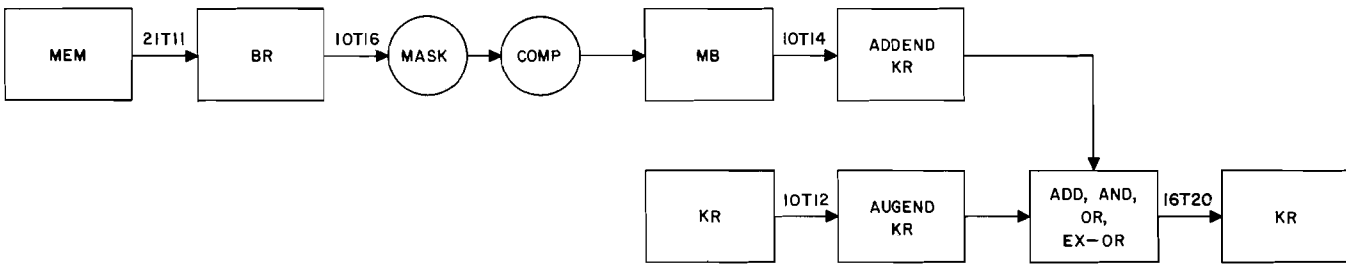 MEM
21T11
BR
10T16
MASK
COMP
MB
10T14
ADDEND
KR
KR
10T12
AUGEND
KR
ADD, AND,
OR,
EX-OR
16T20
KR